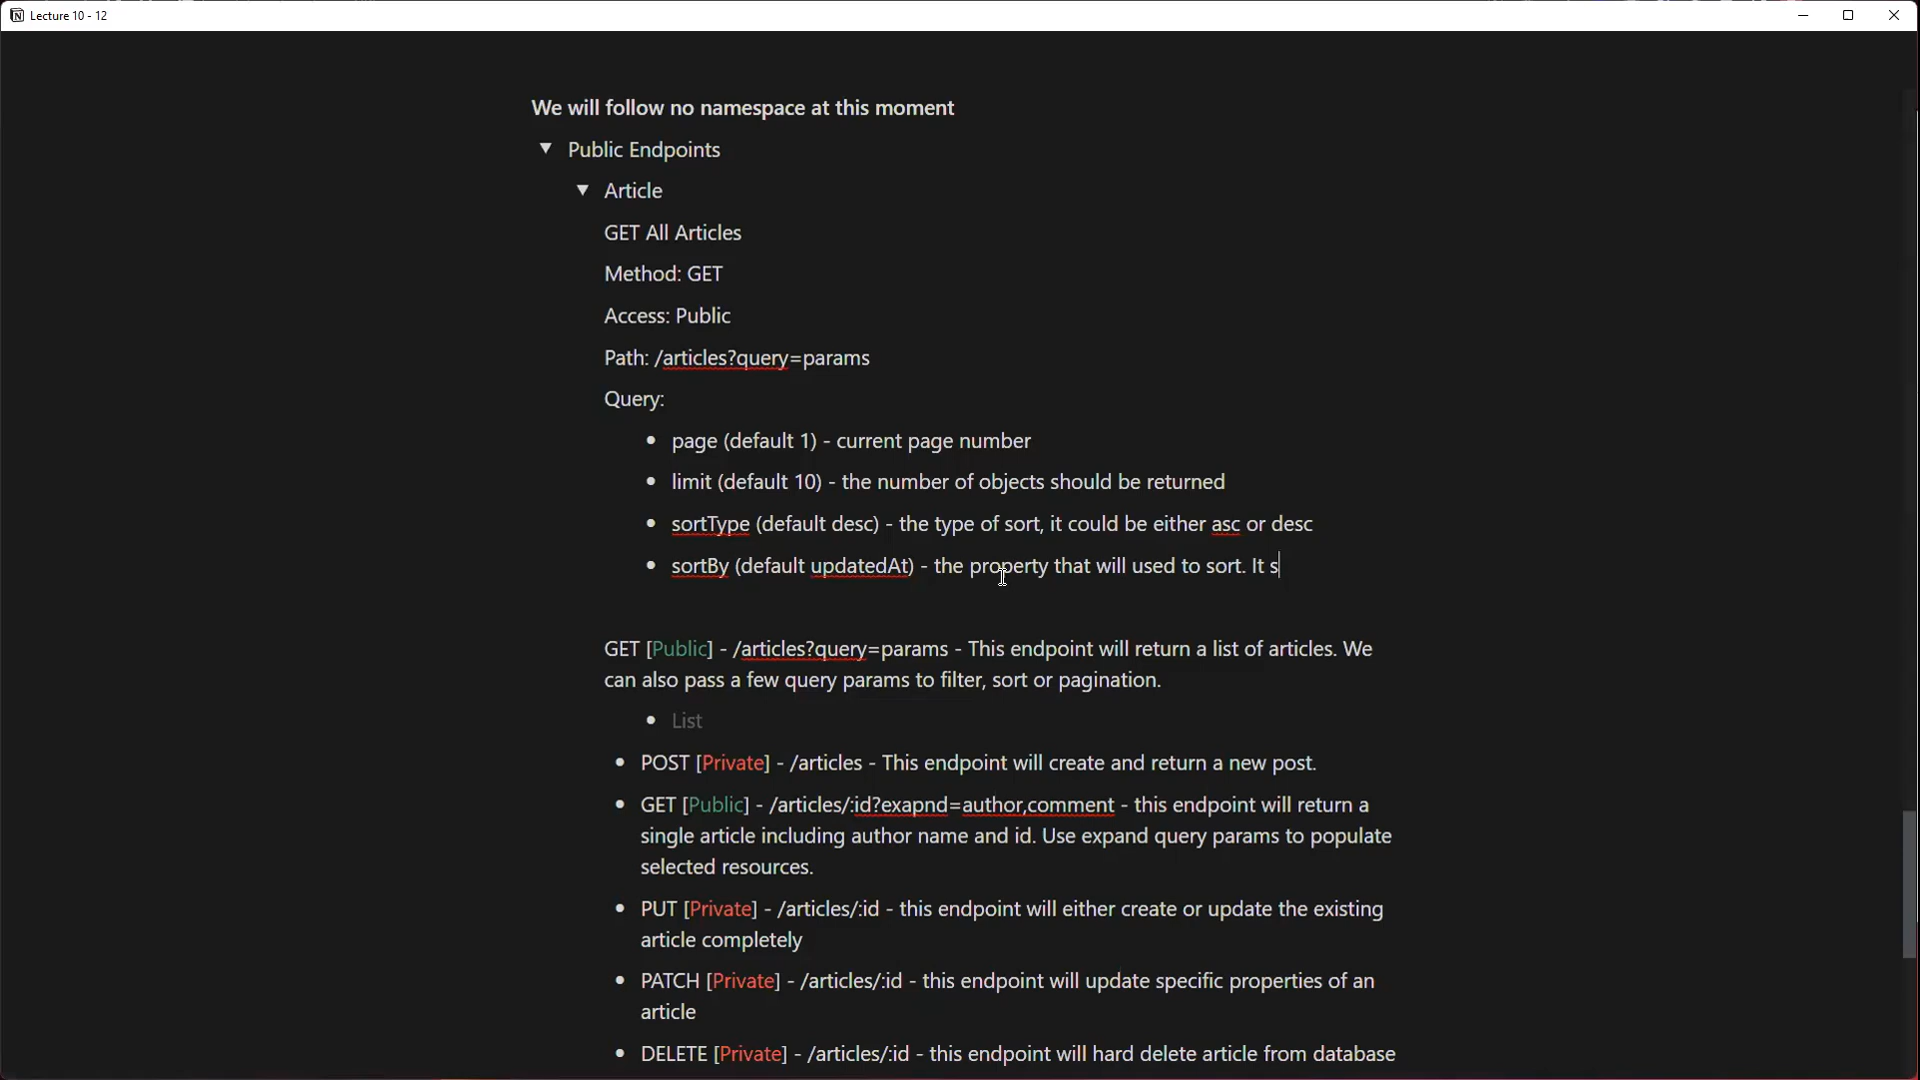 Lecture 10 - 12
We will follow no namespace at this moment
Public Endpoints
Article
GET All Articles
Method: GET
Access: Public
Path: /articles?query=params
Query:
page (default 1) - current page number
limit (default 10) - the number of objects should be returned
sortType (default desc) - the type of sort, it could be either asc or desc
sortBy (default updatedAt) - the property that will used to sort. It s
GET [Public] - /articles?query=params - This endpoint will return a list of articles. We
can also pass a few query params to filter, sort or pagination.
List
POST [Private] - /articles - This endpoint will create and return a new post.
GET [Public] - /articles/:id?exapnd=author,comment - this endpoint will return a
single article including author name and id. Use expand query params to populate
selected resources.
PUT [Private] - /articles/:id - this endpoint will either create or update the existing
article completely
PATCH [Private] - /articles/:id - this endpoint will update specific properties of an
article
DELETE [Private] - /articles/:id - this endpoint will hard delete article from database